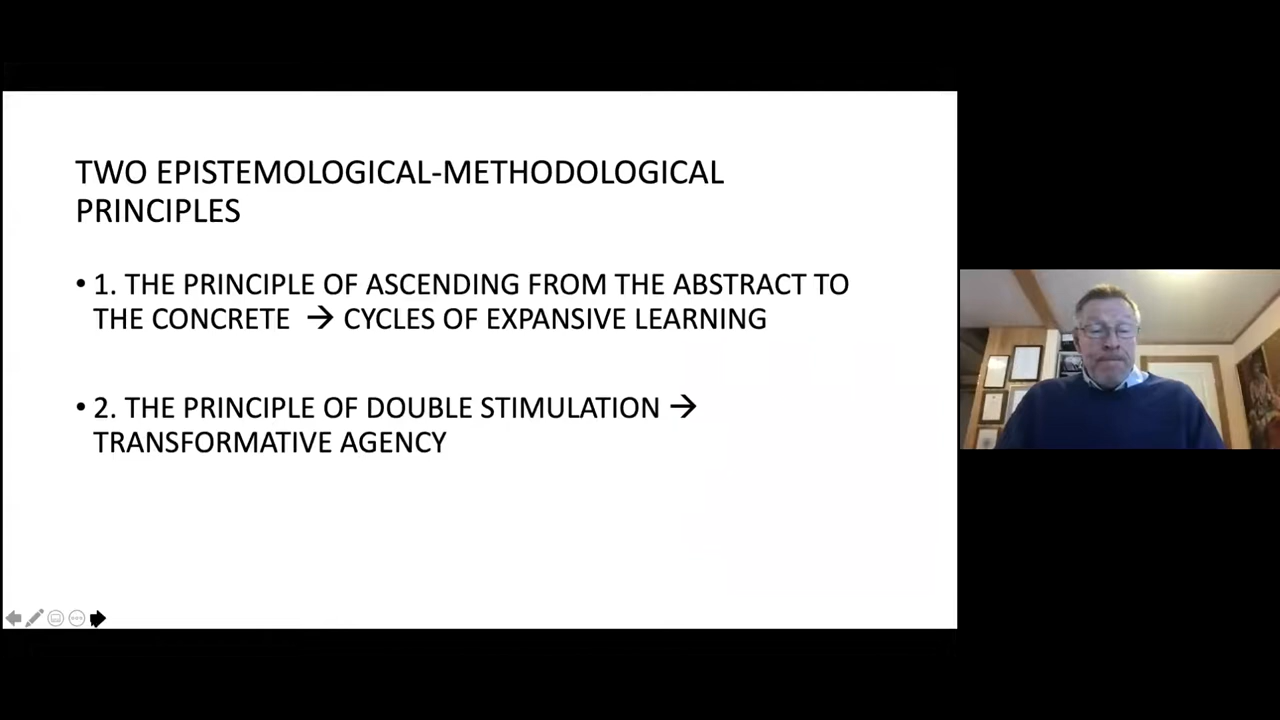 TWO EPISTEMOLOGICAL-METHODOLOGICAL
PRINCIPLES
• 1. THE PRINCIPLE OF ASCENDING FROM THE ABSTRACT TO
THE CONCRETE → CYCLES OF EXPANSIVE LEARNING
• 2. THE PRINCIPLE OF DOUBLE STIMULATION →
TRANSFORMATIVE AGENCY